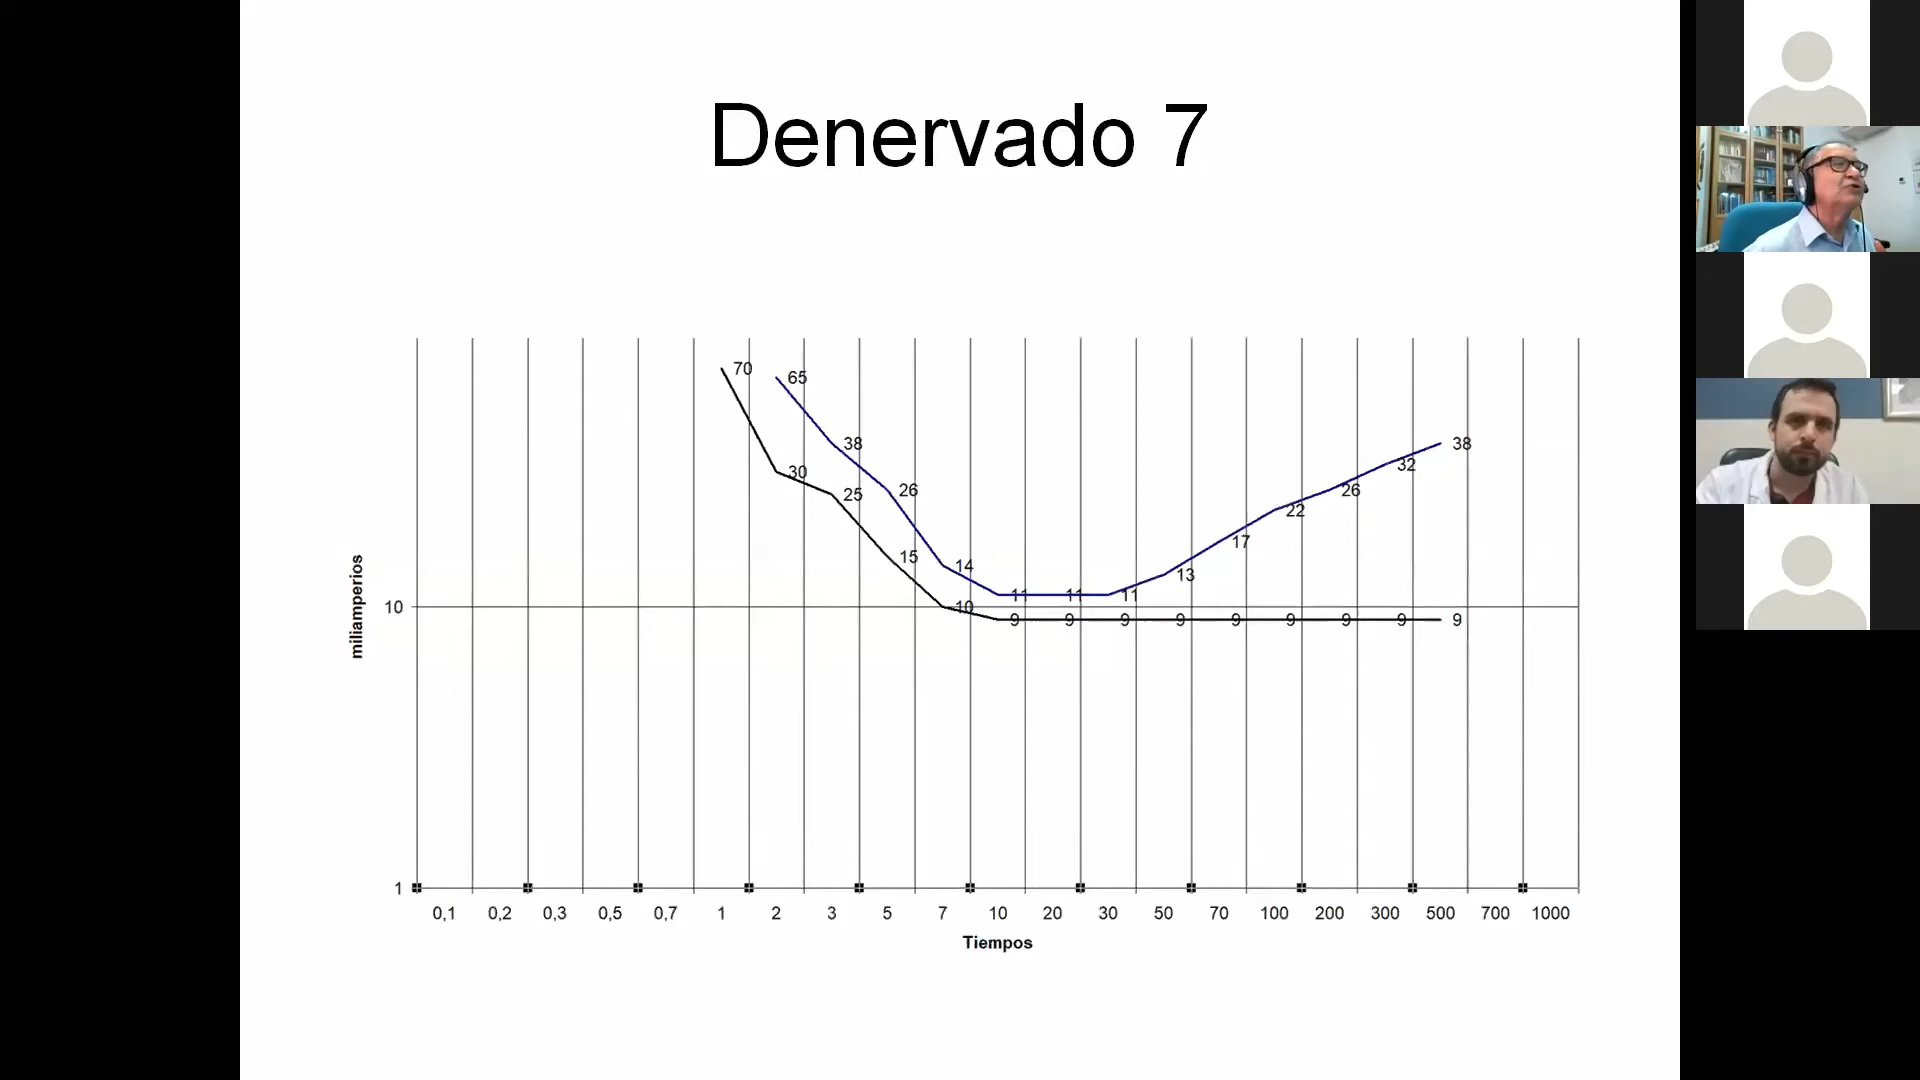 Denervado 7
70
65
38
30
25
26
15
14
10
11 11 11
13
17
22
26
32
38
9 9 9 9 9 9 9 9 9
miliamperios
10
1
0,1 0,2 0,3 0,5 0,7 1 2 3 5 7 10 20 30 50 70 100 200 300 500 700 1000
Tiempos